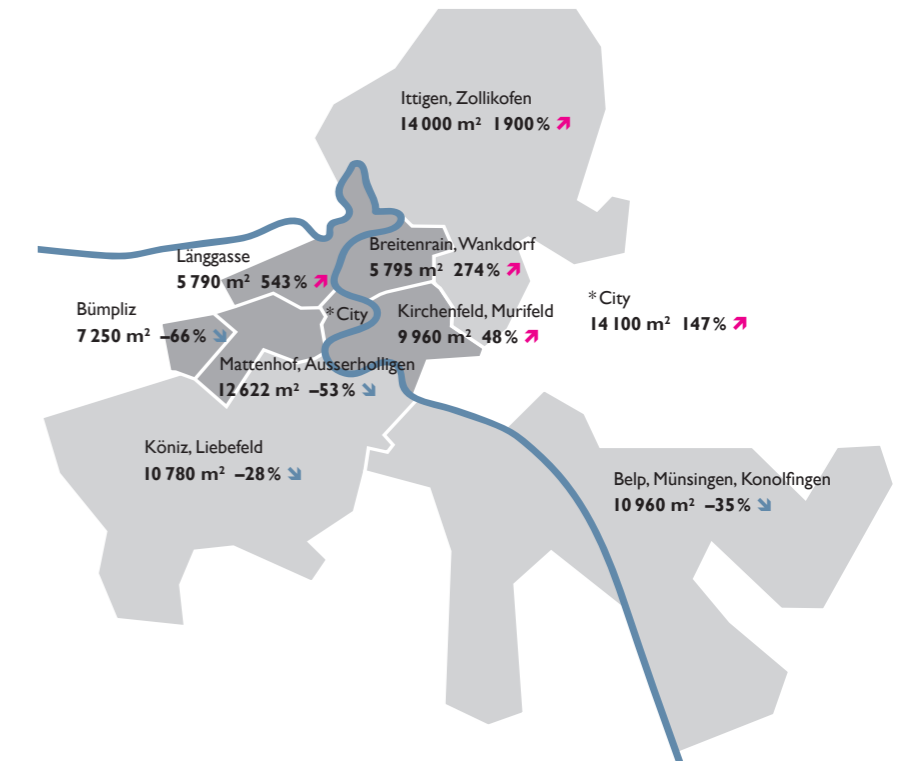 Ittigen, Zollikofen
14 000 m² 1 900 %
Breitenrain, Wankdorf
5 795 m² 274 %
Länggasse
5 790 m² 543 %
* City
14 100 m² 147 %
Bümpliz
7 250 m² –66 %
* City
Kirchenfeld, Murifeld
9 960 m² 48 %
Mattenhof, Ausserholligen
12 622 m² –53 %
Köniz, Liebefeld
10 780 m² –28 %
Belp, Münsingen, Konolfingen
10 960 m² –35 %